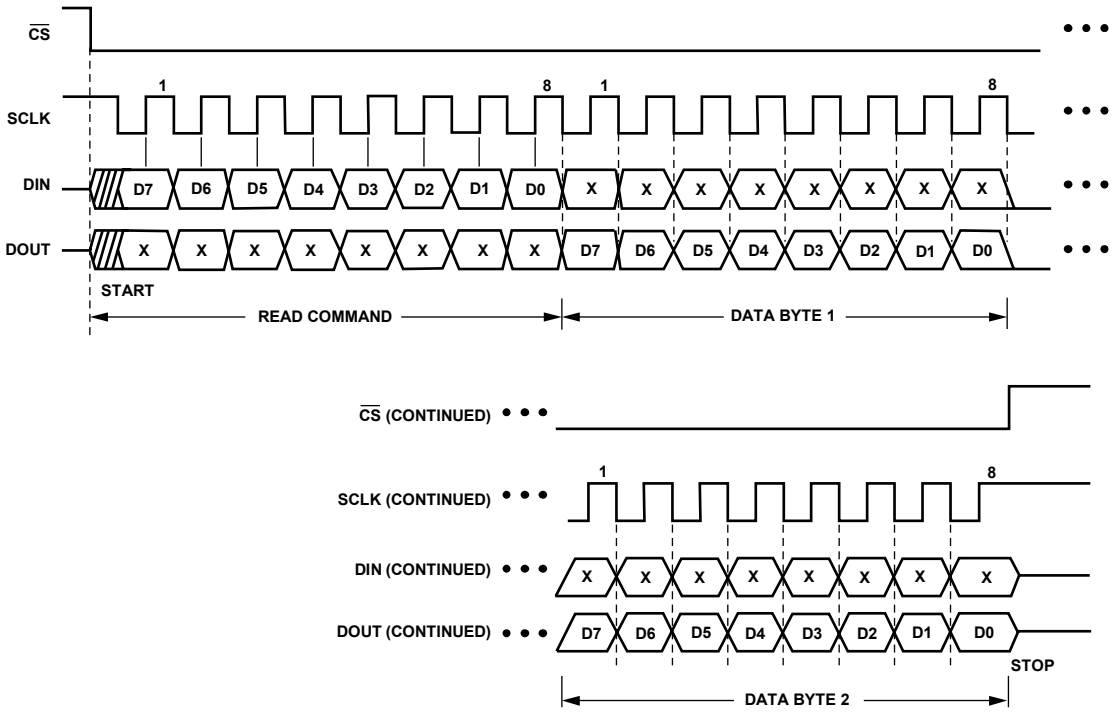 CS
1 8 1 8
SCLK
DIN D7 D6 D5 D4 D3 D2 D1 D0 X X X X X X X X
DOUT X X X X X X X X D7 D6 D5 D4 D3 D2 D1 D0
START
READ COMMAND DATA BYTE 1
CS (CONTINUED)
1 8
SCLK (CONTINUED)
DIN (CONTINUED) X X X X X X X X
DOUT (CONTINUED) D7 D6 D5 D4 D3 D2 D1 D0
STOP
DATA BYTE 2